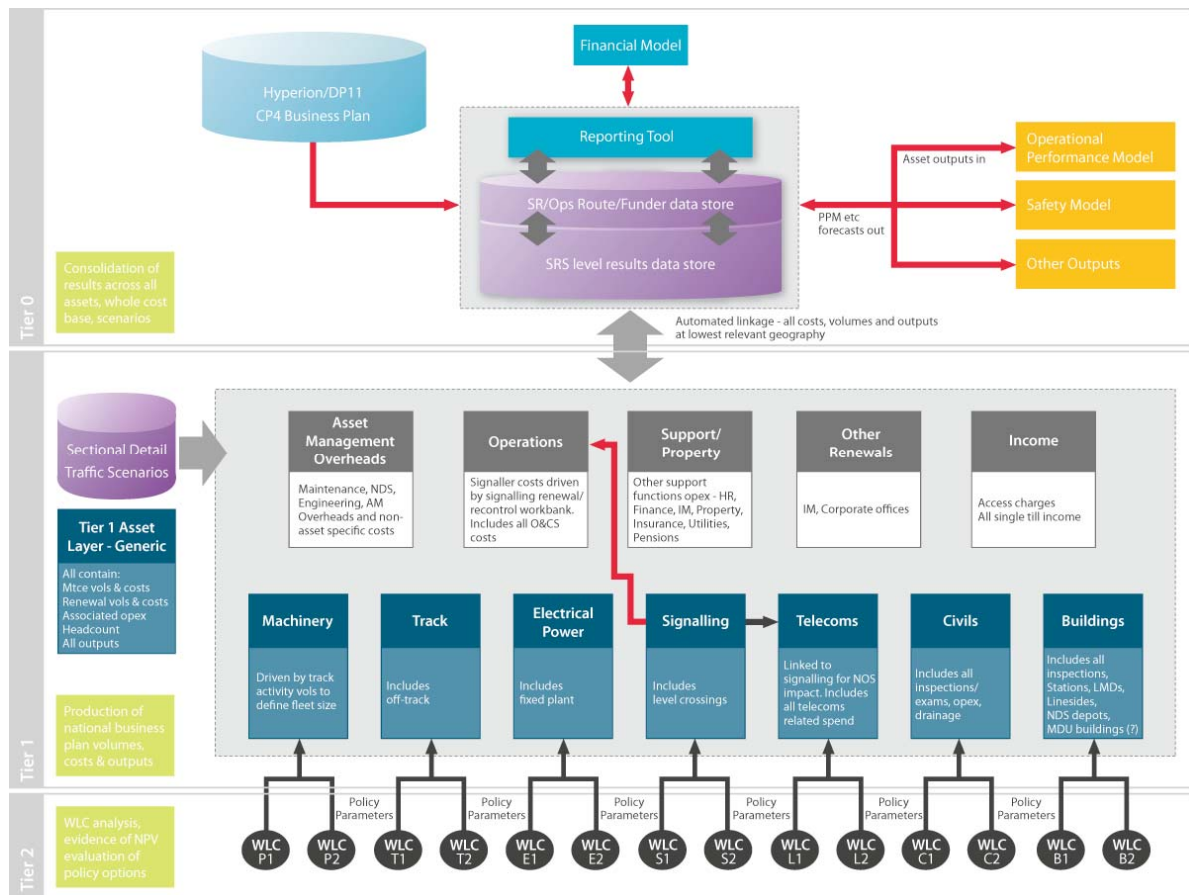 Tier 0
Hyperion/DP11
CP4 Business Plan
Financial Model
Reporting Tool
SR/Ops Route/Funder data store
SRS level results data store
Asset outputs in
PPM etc
forecasts out
Operational
Performance Model
Safety Model
Other Outputs
Consolidation of
results across all
assets, whole cost
base, scenarios
Automated linkage - all costs, volumes and outputs
at lowest relevant geography
Tier 1
Sectional Detail
Traffic Scenarios
Tier 1 Asset
Layer - Generic
All contain:
Mtce vols & costs
Renewal vols & costs
Associated opex
Headcount
All outputs
Production of
national business
plan volumes,
costs & outputs
Asset
Management
Overheads
Maintenance, NDS,
Engineering, AM
Overheads and non-
asset specific costs
Operations
Signaller costs driven
by signalling renewal/
recontrol workbank.
Includes all O&CS
costs
Support/
Property
Other support
functions opex - HR,
Finance, IM, Property,
Insurance, Utilities,
Pensions
Other
Renewals
IM, Corporate offices
Income
Access charges
All single till income
Machinery
Driven by track
activity vols to
define fleet size
Track
Includes
off-track
Electrical
Power
Includes
fixed plant
Signalling
Includes
level crossings
Telecoms
Linked to
signalling for NOS
impact. Includes
all telecoms
related spend
Civils
Includes all
inspections/
exams, opex,
drainage
Buildings
Includes all
inspections,
Stations, LMDs,
Linesides,
NDS depots,
MDU buildings (?)
Tier 2
WLC analysis,
evidence of NPV
evaluation of
policy options
WLC
P1
WLC
P2
Policy
Parameters
WLC
T1
WLC
T2
Policy
Parameters
WLC
E1
WLC
E2
Policy
Parameters
WLC
S1
WLC
S2
Policy
Parameters
WLC
L1
WLC
L2
Policy
Parameters
WLC
C1
WLC
C2
Policy
Parameters
WLC
B1
WLC
B2